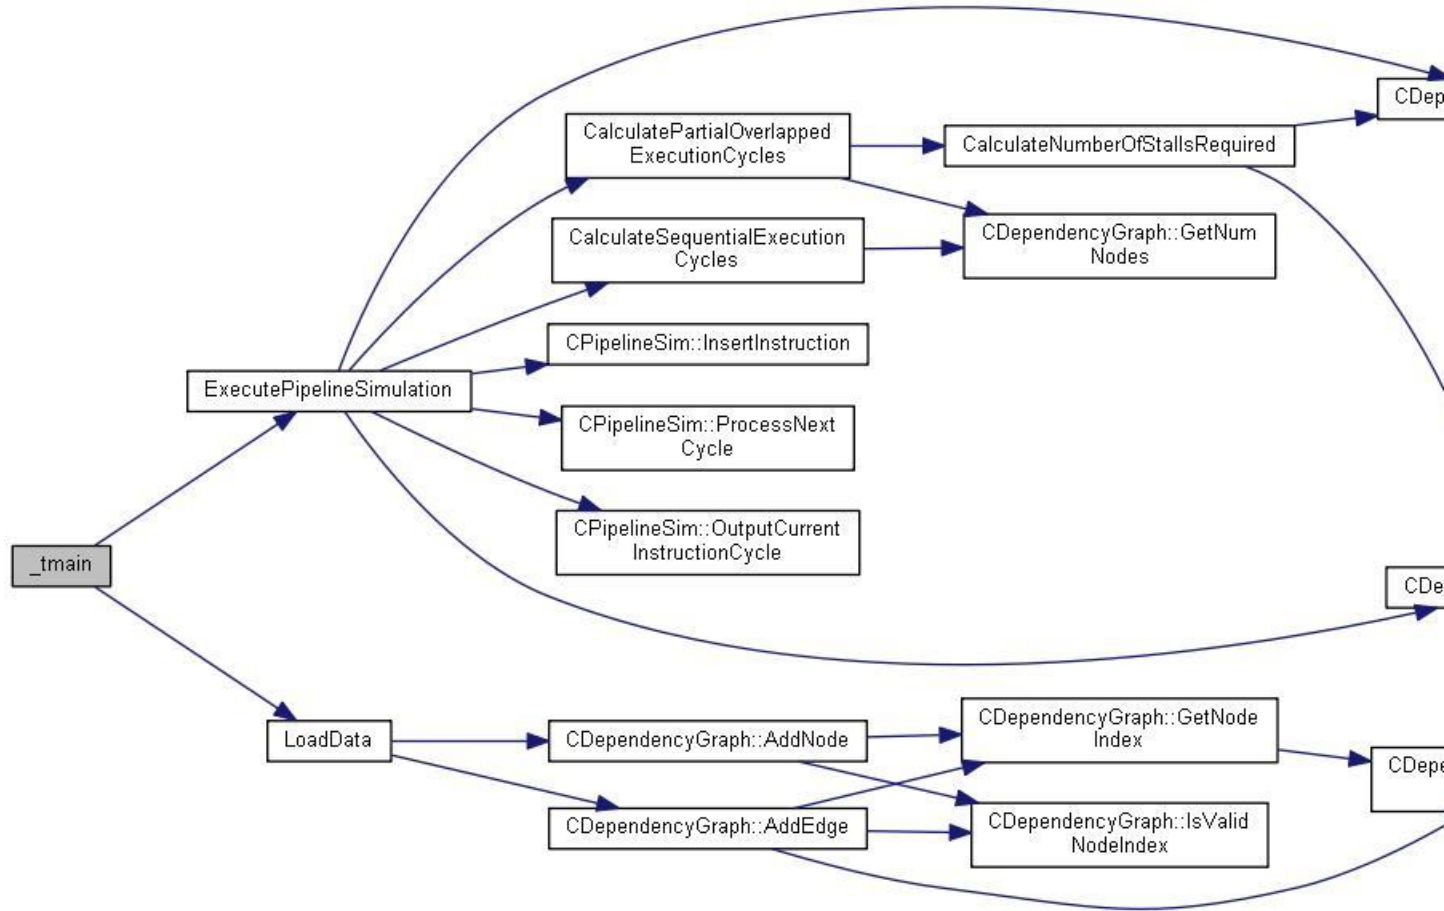 CDep
CalculatePartialOverlapped
ExecutionCycles
CalculateNumberOfStallsRequired
CalculateSequentialExecution
Cycles
CDependencyGraph::GetNum
Nodes
CPipelineSim::InsertInstruction
ExecutePipelineSimulation
CPipelineSim::ProcessNext
Cycle
CPipelineSim::OutputCurrent
InstructionCycle
_tmain
CDe
LoadData
CDependencyGraph::AddNode
CDependencyGraph::GetNode
Index
CDepe
CDependencyGraph::AddEdge
CDependencyGraph::IsValid
NodeIndex